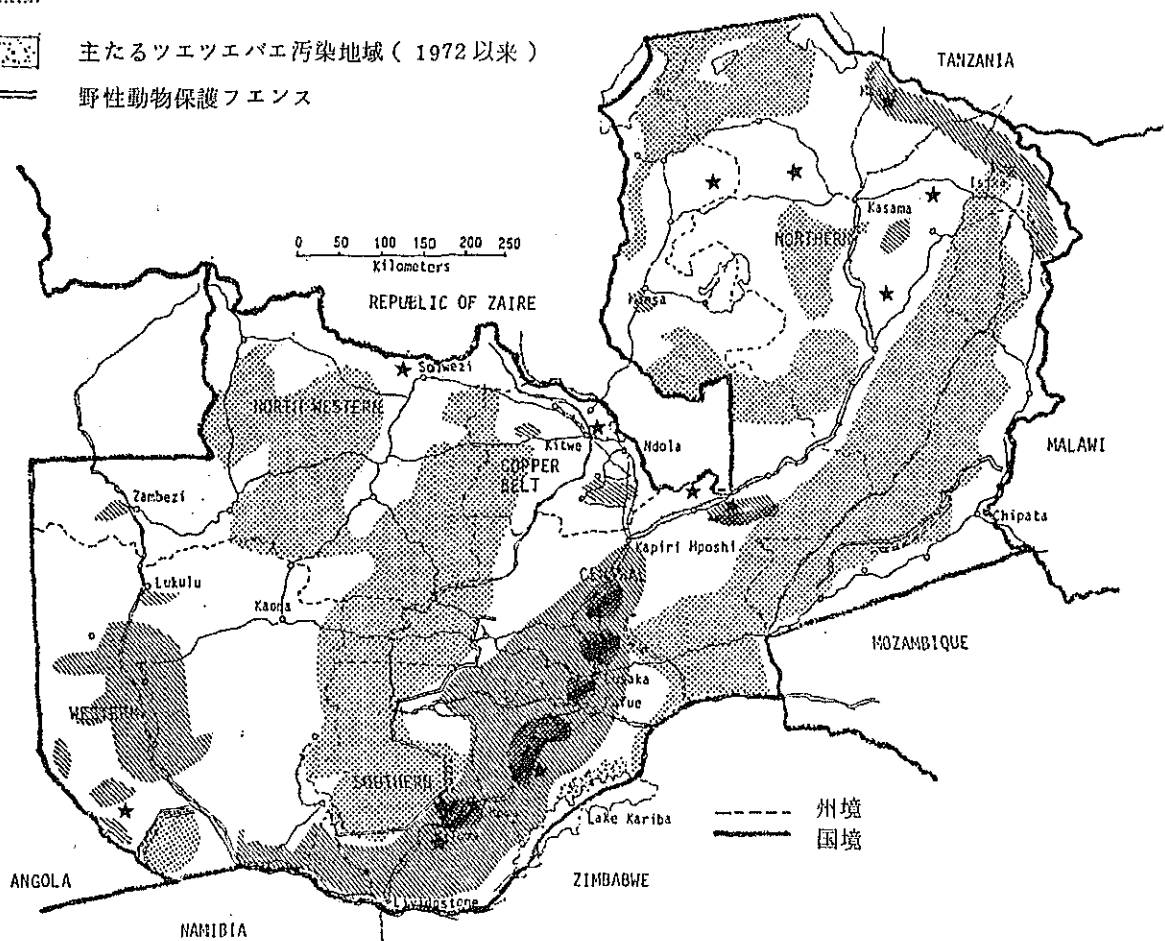 主たるツエツエバエ汚染地域 ( 1972以来 )
野性動物保護フエンス
TANZANIA
Kasama
NORTHERN
0 50 100 150 200 250
Kilometers
REPUBLIC OF ZAIRE
Solwezi
NORTH-WESTERN
Kitwe
Ndola
COPPER
BELT
MALAWI
Zambezi
Chipata
Kapiri Mposhi
CENTRAL
Lukulu
Kaoma
MOZAMBIQUE
WESTERN
SOUTHERN
Lake Kariba
州境
国境
ANGOLA
ZIMBABWE
Livingstone
NAMIBIA